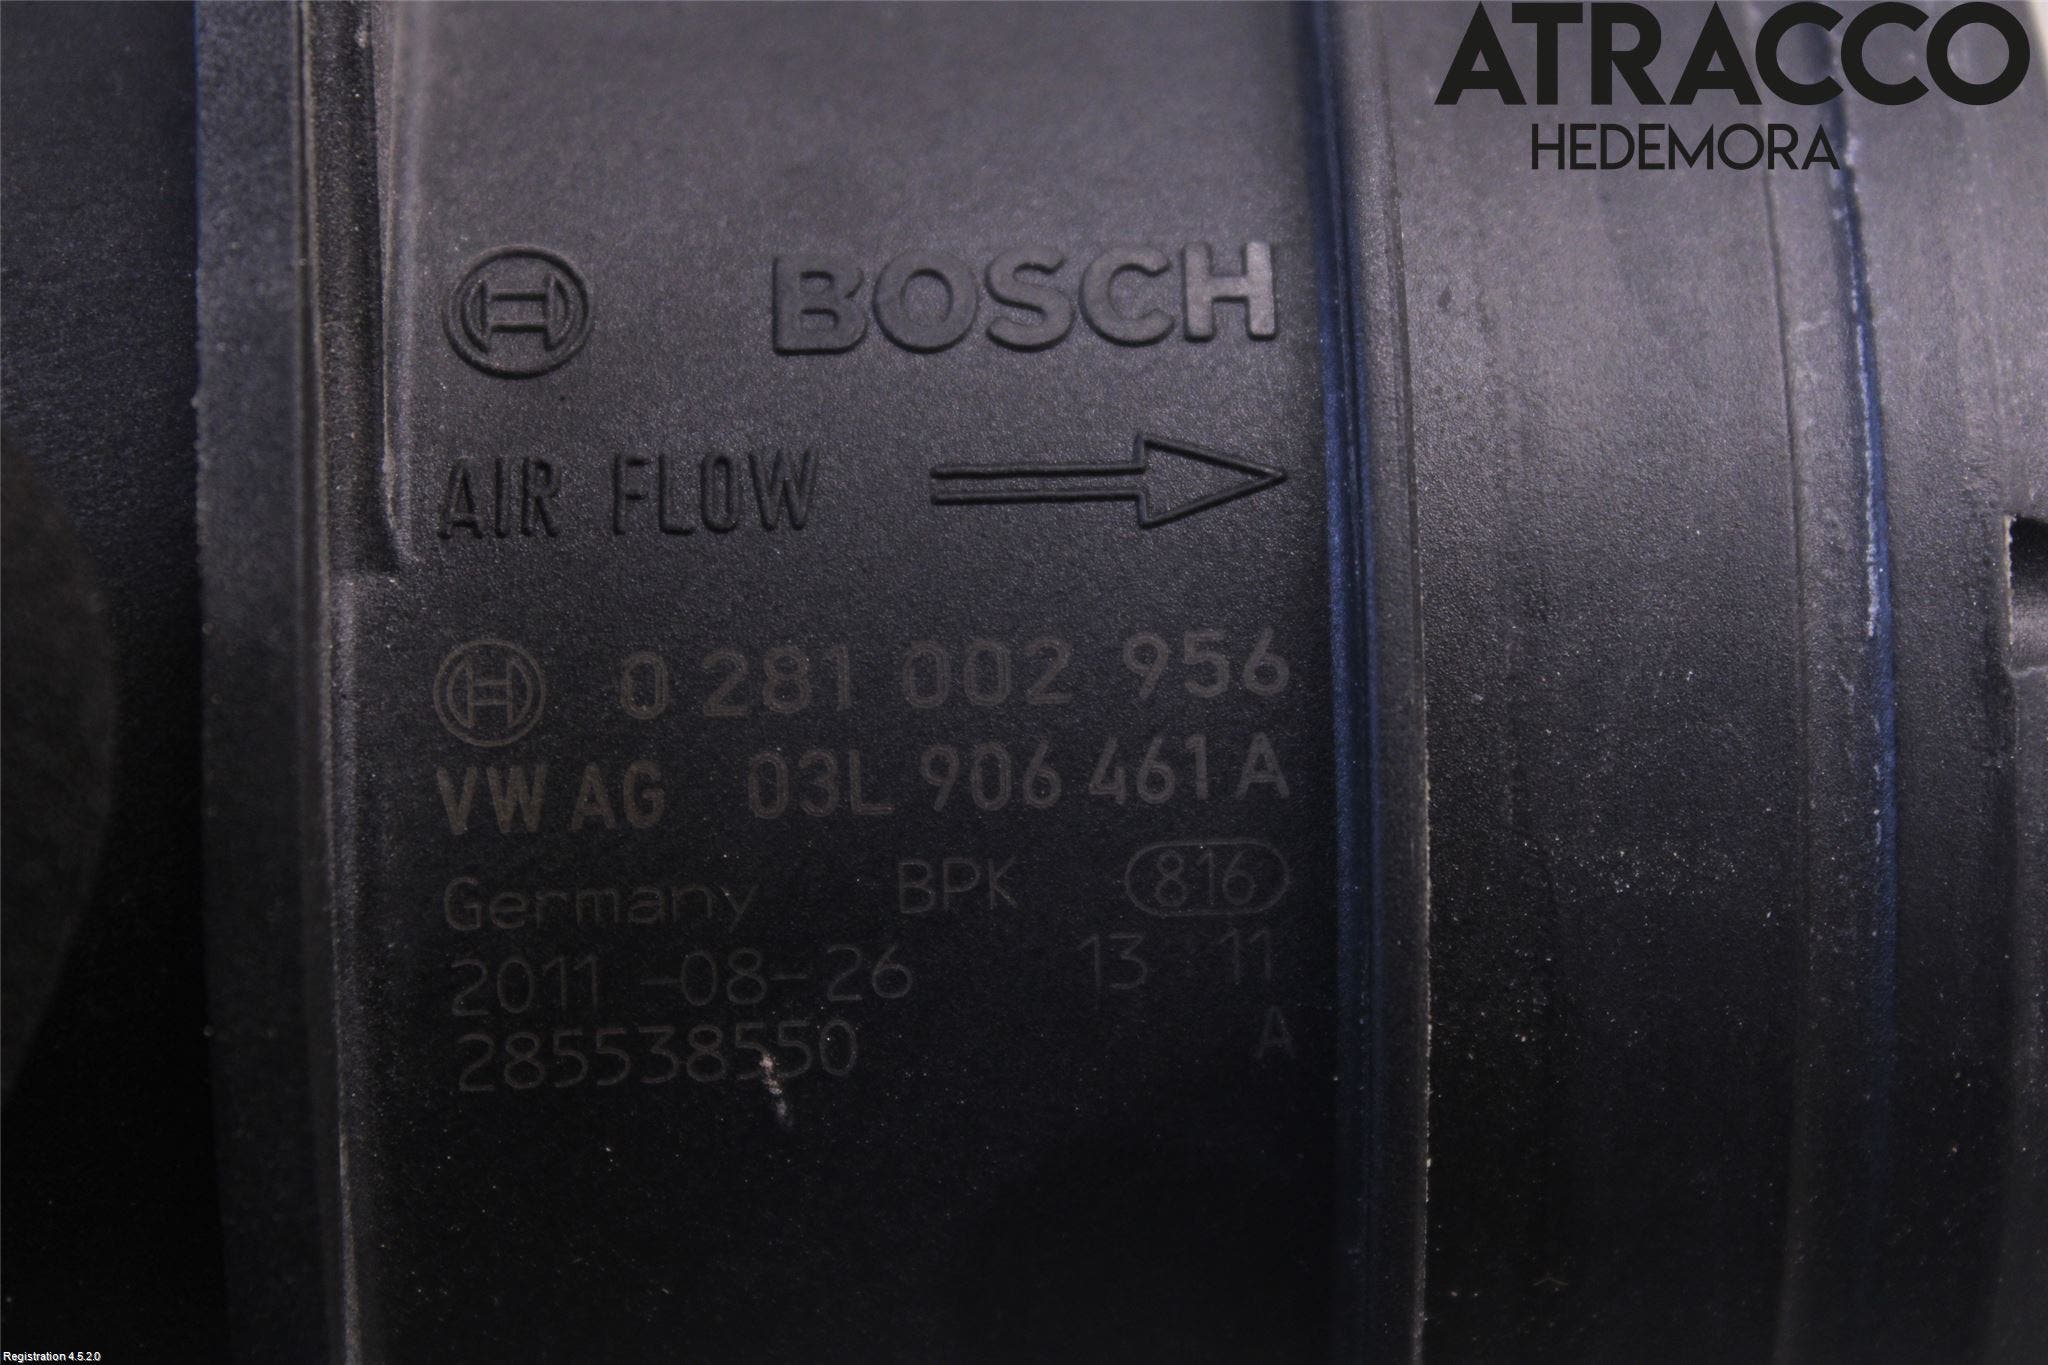 ATRACCO
HEDEMORA
BOSCH
AIR FLOW
0 281 002 956
VW AG 03L 906 461 A
Germany BPK 816
2011-08-26 13:11
285538550 A
Registration 4.5.2.0